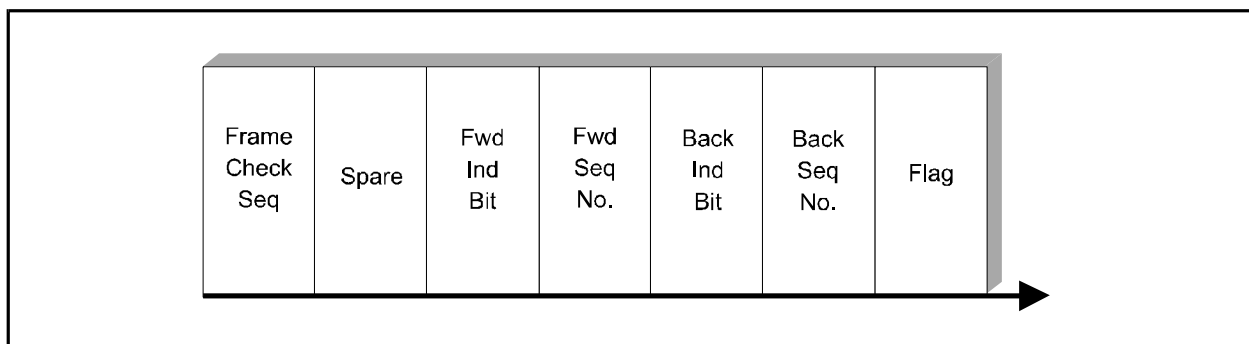 Frame
Check
Seq
Spare
Fwd
Ind
Bit
Fwd
Seq
No.
Back
Ind
Bit
Back
Seq
No.
Flag